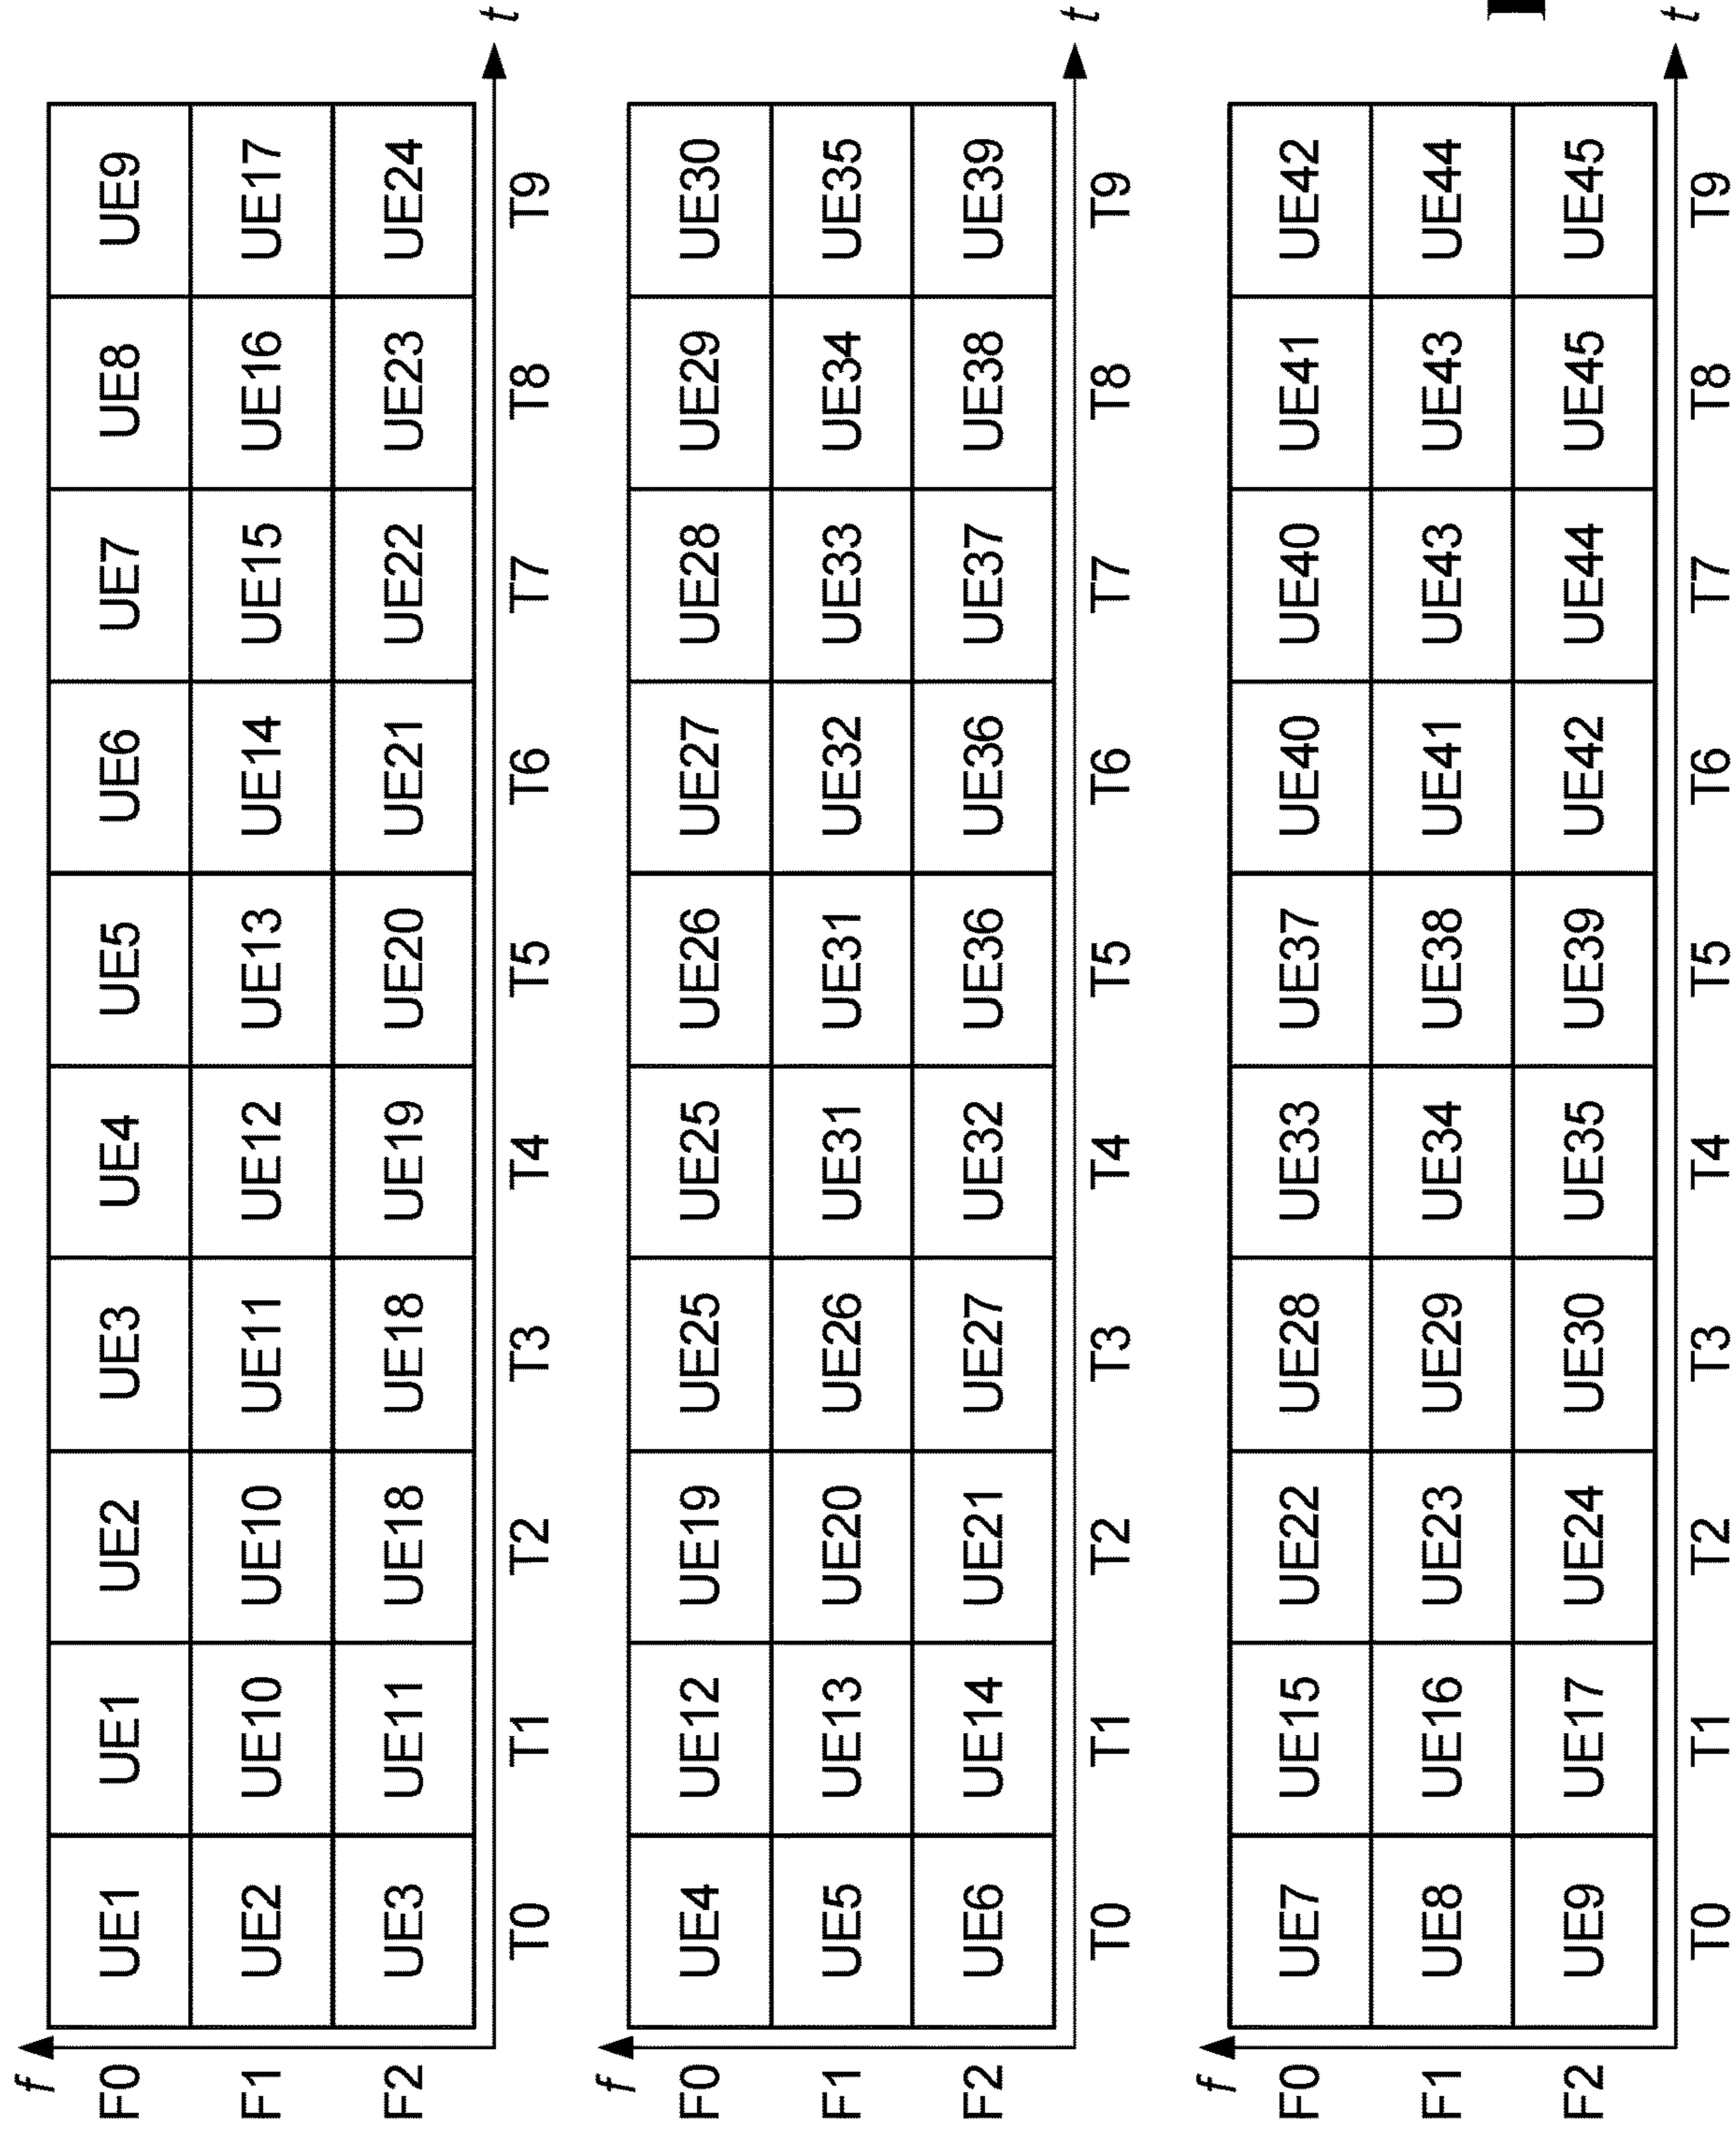 f
F0 UE1 UE1 UE2 UE3 UE4 UE5 UE6 UE7 UE8 UE9
F1 UE2 UE10 UE10 UE11 UE12 UE13 UE14 UE15 UE16 UE17
F2 UE3 UE11 UE18 UE18 UE19 UE20 UE21 UE22 UE23 UE24
t
T0 T1 T2 T3 T4 T5 T6 T7 T8 T9
f
F0 UE4 UE12 UE19 UE25 UE25 UE26 UE27 UE28 UE29 UE30
F1 UE5 UE13 UE20 UE26 UE31 UE31 UE32 UE33 UE34 UE35
F2 UE6 UE14 UE21 UE27 UE32 UE36 UE36 UE37 UE38 UE39
t
T0 T1 T2 T3 T4 T5 T6 T7 T8 T9
f
F0 UE7 UE15 UE22 UE28 UE33 UE37 UE40 UE40 UE41 UE42
F1 UE8 UE16 UE23 UE29 UE34 UE38 UE41 UE43 UE43 UE44
F2 UE9 UE17 UE24 UE30 UE35 UE39 UE42 UE44 UE45 UE45
t
T0 T1 T2 T3 T4 T5 T6 T7 T8 T9